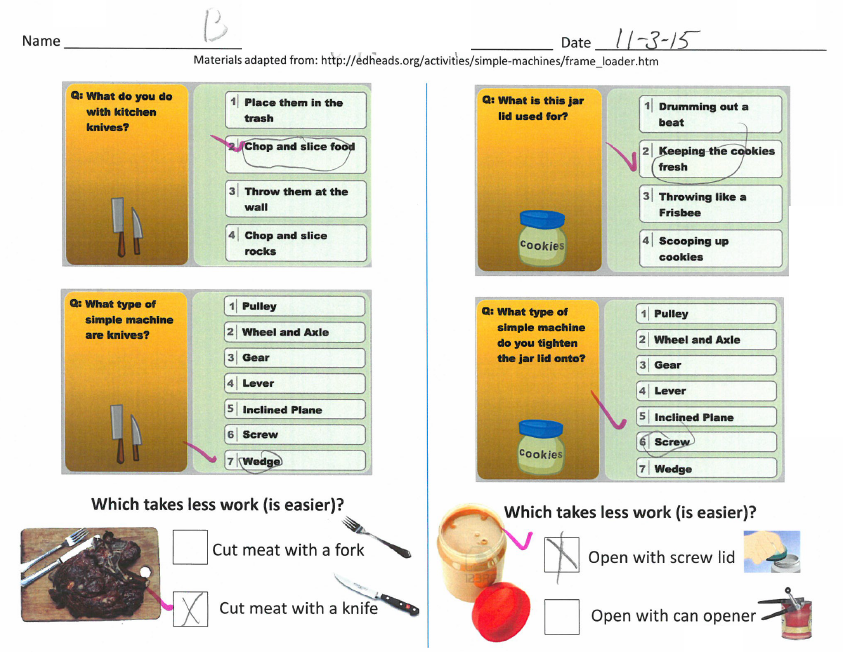 Name B Date 11-3-15
Materials adapted from: http://edheads.org/activities/simple-machines/frame_loader.htm
Q: What do you do
with kitchen
knives?
1 Place them in the
trash
2 Chop and slice food
3 Throw them at the
wall
4 Chop and slice
rocks
Q: What is this jar
lid used for?
cookies
1 Drumming out a
beat
2 Keeping the cookies
fresh
3 Throwing like a
Frisbee
4 Scooping up
cookies
Q: What type of
simple machine
are knives?
1 Pulley
2 Wheel and Axle
3 Gear
4 Lever
5 Inclined Plane
6 Screw
7 Wedge
Q: What type of
simple machine
do you tighten
the jar lid onto?
cookies
1 Pulley
2 Wheel and Axle
3 Gear
4 Lever
5 Inclined Plane
6 Screw
7 Wedge
Which takes less work (is easier)?
Cut meat with a fork
X Cut meat with a knife
Which takes less work (is easier)?
X Open with screw lid
Open with can opener